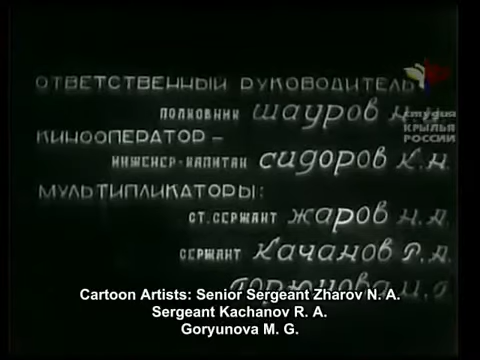 ОТВЕТСТВЕННЫЙ РУКОВОДИТЕЛЬ
ПОЛКОВНИК ШАУРОВ
студия КРЫЛЬЯ РОССИИ
КИНООПЕРАТОР –
ИНЖЕНЕР-КАПИТАН СИДОРОВ К.Н.
МУЛЬТИПЛИКАТОРЫ:
СТ. СЕРЖАНТ ЖАРОВ Н.А.
СЕРЖАНТ КАЧАНОВ Р.А.
ГОРЮНОВА М.Г.
Cartoon Artists: Senior Sergeant Zharov N. A.
Sergeant Kachanov R. A.
Goryunova M. G.